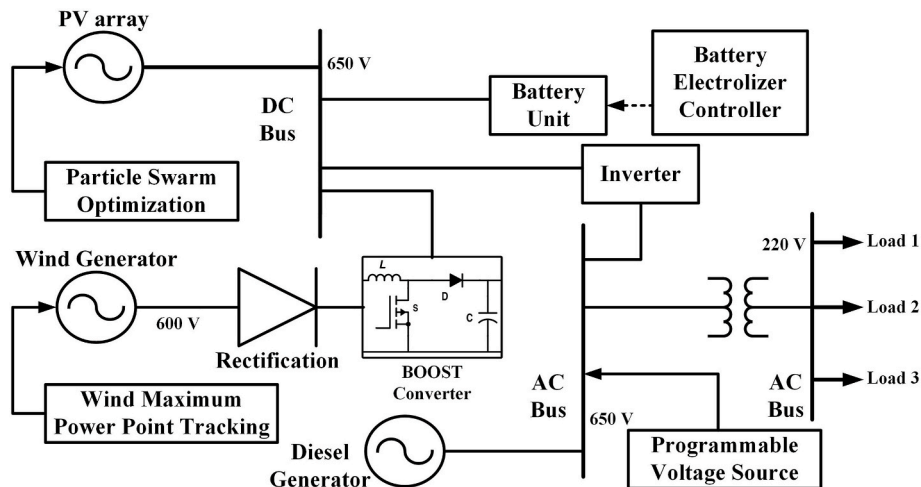 PV array
650 V
DC
Bus
Battery
Unit
Battery
Electrolizer
Controller
Particle Swarm
Optimization
Inverter
Wind Generator
600 V
Rectification
L
S
D
C
BOOST
Converter
Wind Maximum
Power Point Tracking
Diesel
Generator
AC
Bus
650 V
220 V
Load 1
Load 2
Load 3
AC
Bus
Programmable
Voltage Source